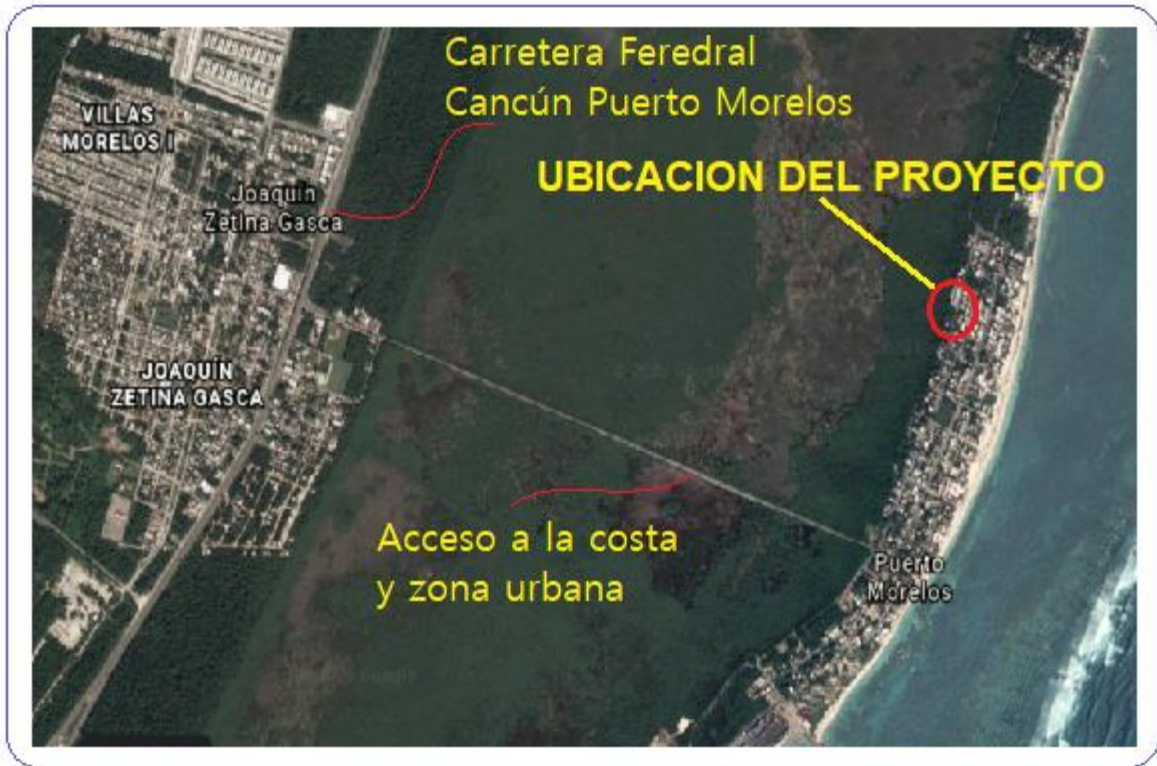 Carretera Feredral
Cancún Puerto Morelos
VILLAS
MORELOS I
UBICACION DEL PROYECTO
Joaquín
Zetina Gasca
JOAQUÍN
ZETINA GASCA
Acceso a la costa
y zona urbana
Puerto
Morelos